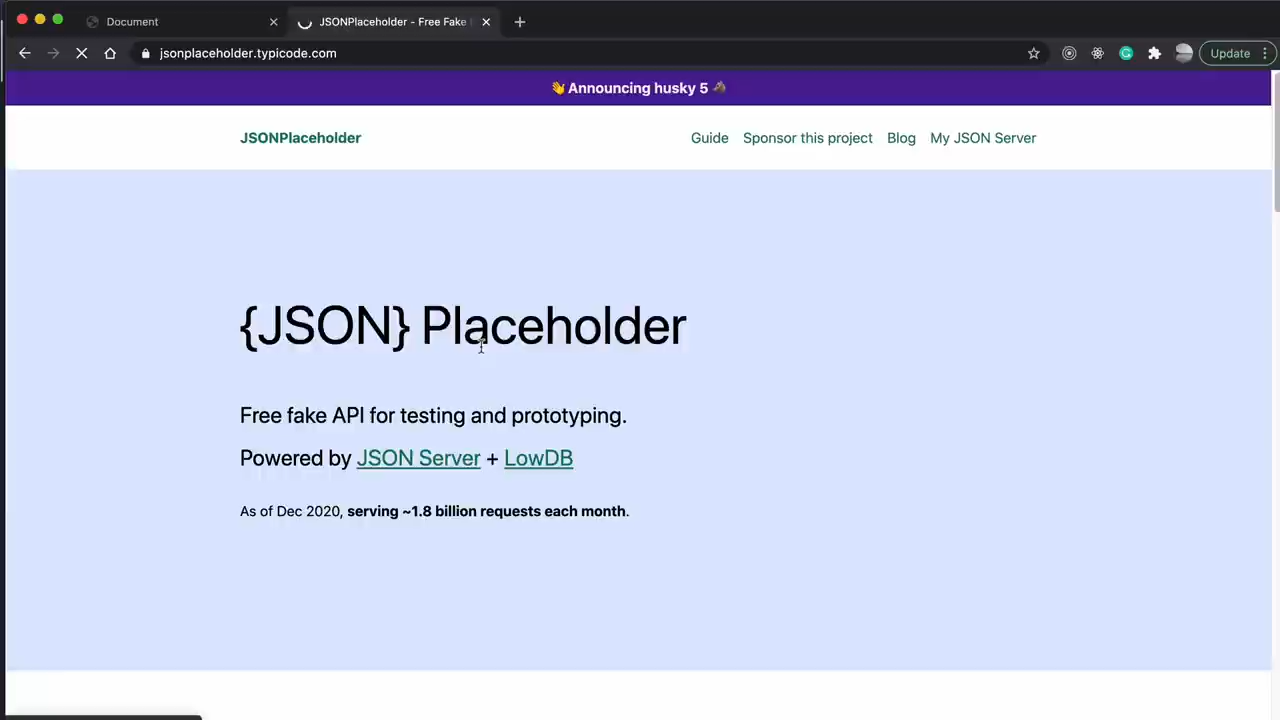 Document
JSONPlaceholder - Free Fake
jsonplaceholder.typicode.com
Update
👋 Announcing husky 5 🐴
JSONPlaceholder
Guide Sponsor this project Blog My JSON Server
{JSON} Placeholder
Free fake API for testing and prototyping.
Powered by JSON Server + LowDB
As of Dec 2020, serving ~1.8 billion requests each month.